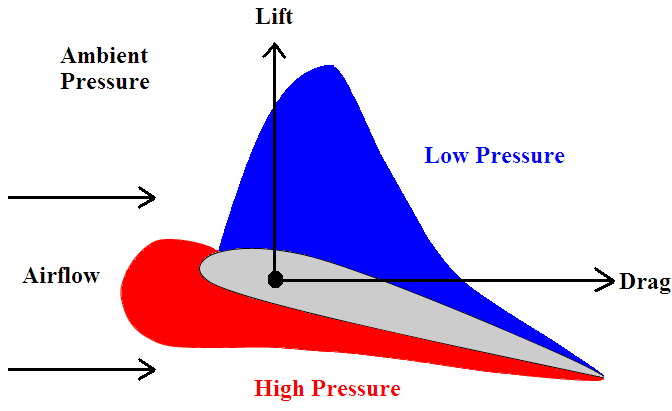 Lift
Ambient
Pressure
Low Pressure
Airflow
Drag
High Pressure